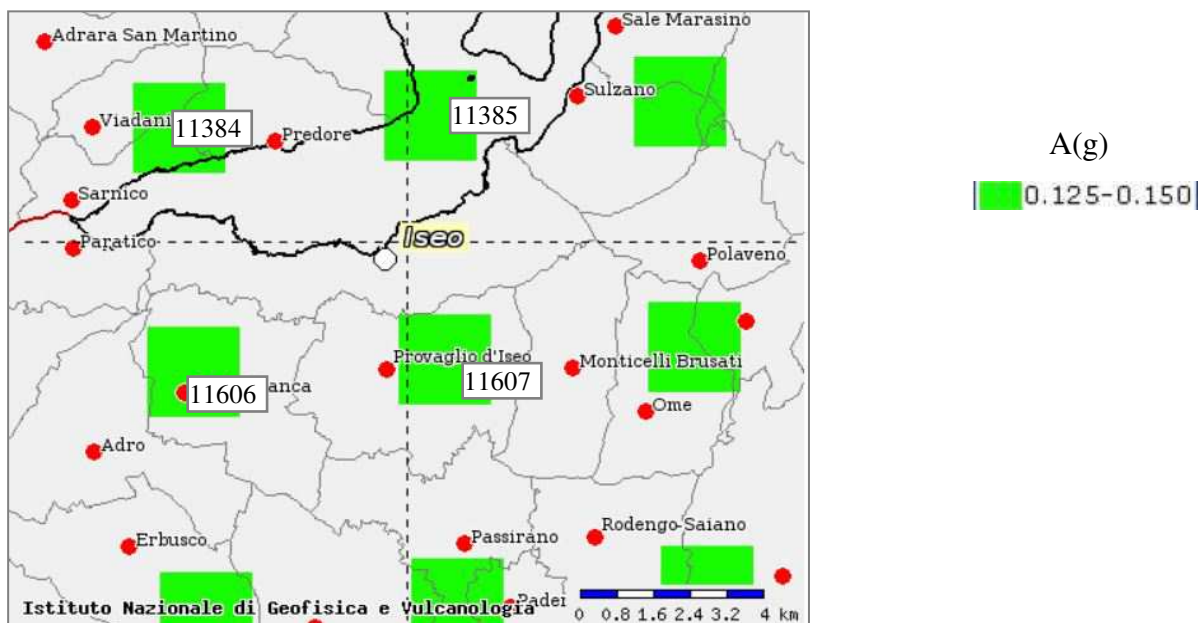 Adrara San Martino
Sale Marasino
Sulzano
11385
11384
Predore
Sarnico
Iseo
Paratico
Polaveno
Provaglio d'Iseo
Monticelli Brusati
11607
11606
anca
Ome
Adro
Rodengo-Saiano
Erbusco
Passirano
Istituto Nazionale di Geofisica e Vulcanologia
0 0.8 1.6 2.4 3.2 4 km
A(g)
0.125-0.150